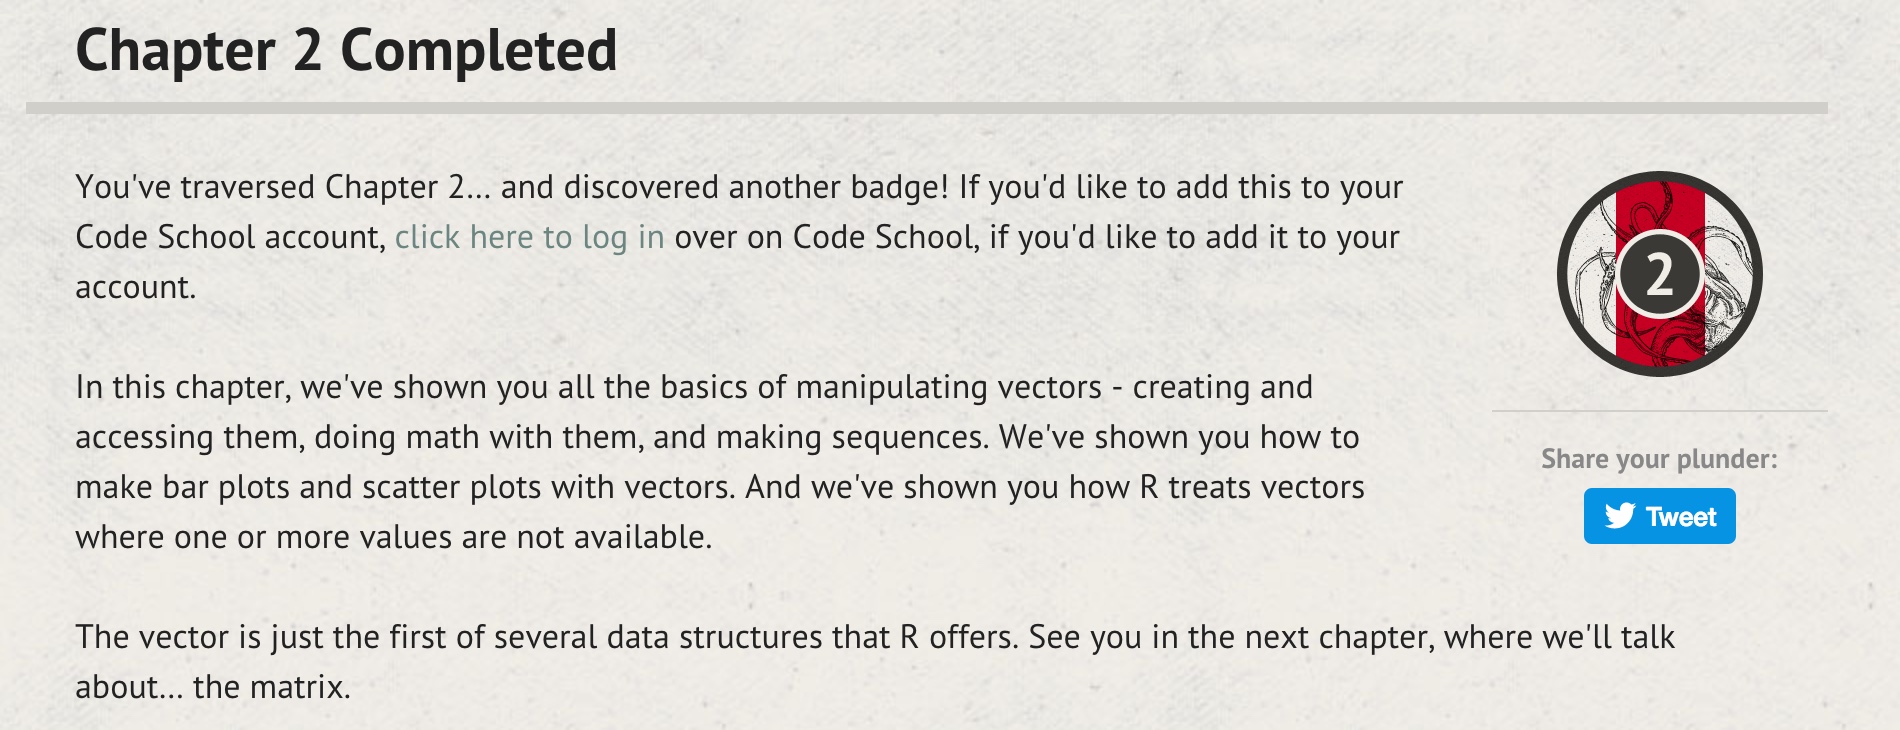 Chapter 2 Completed
You've traversed Chapter 2... and discovered another badge! If you'd like to add this to your
Code School account, click here to log in over on Code School, if you'd like to add it to your
account.
2
In this chapter, we've shown you all the basics of manipulating vectors - creating and
accessing them, doing math with them, and making sequences. We've shown you how to
make bar plots and scatter plots with vectors. And we've shown you how R treats vectors
where one or more values are not available.
Share your plunder:
Tweet
The vector is just the first of several data structures that R offers. See you in the next chapter, where we'll talk
about... the matrix.